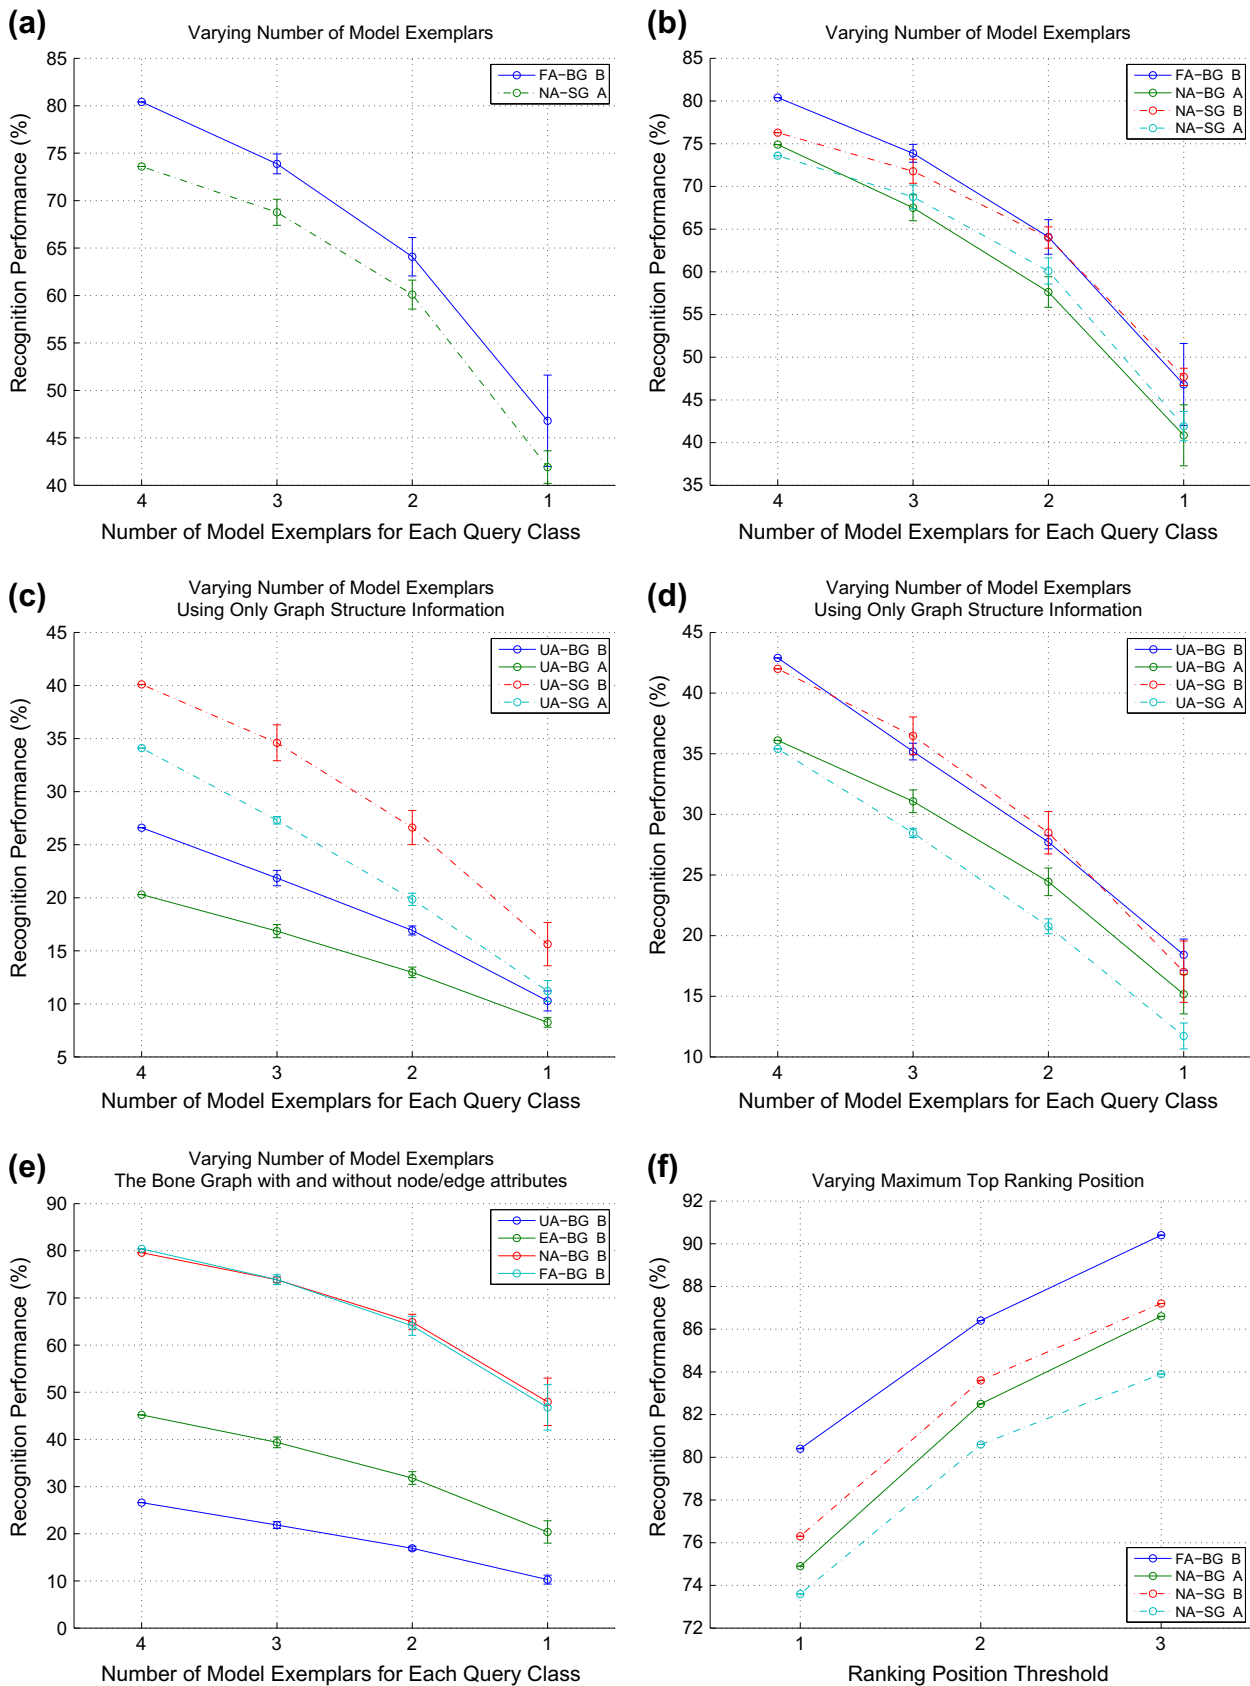 (a)
Varying Number of Model Exemplars
85
80
75
70
65
60
55
50
45
40
Recognition Performance (%)
FA-BG B
NA-SG A
4 3 2 1
Number of Model Exemplars for Each Query Class
(b)
Varying Number of Model Exemplars
85
80
75
70
65
60
55
50
45
40
35
Recognition Performance (%)
FA-BG B
NA-BG A
NA-SG B
NA-SG A
4 3 2 1
Number of Model Exemplars for Each Query Class
(c)
Varying Number of Model Exemplars
Using Only Graph Structure Information
45
40
35
30
25
20
15
10
5
Recognition Performance (%)
UA-BG B
UA-BG A
UA-SG B
UA-SG A
4 3 2 1
Number of Model Exemplars for Each Query Class
(d)
Varying Number of Model Exemplars
Using Only Graph Structure Information
45
40
35
30
25
20
15
10
Recognition Performance (%)
UA-BG B
UA-BG A
UA-SG B
UA-SG A
4 3 2 1
Number of Model Exemplars for Each Query Class
(e)
Varying Number of Model Exemplars
The Bone Graph with and without node/edge attributes
90
80
70
60
50
40
30
20
10
0
Recognition Performance (%)
UA-BG B
EA-BG B
NA-BG B
FA-BG B
4 3 2 1
Number of Model Exemplars for Each Query Class
(f)
Varying Maximum Top Ranking Position
92
90
88
86
84
82
80
78
76
74
72
Recognition Performance (%)
FA-BG B
NA-BG A
NA-SG B
NA-SG A
1 2 3
Ranking Position Threshold